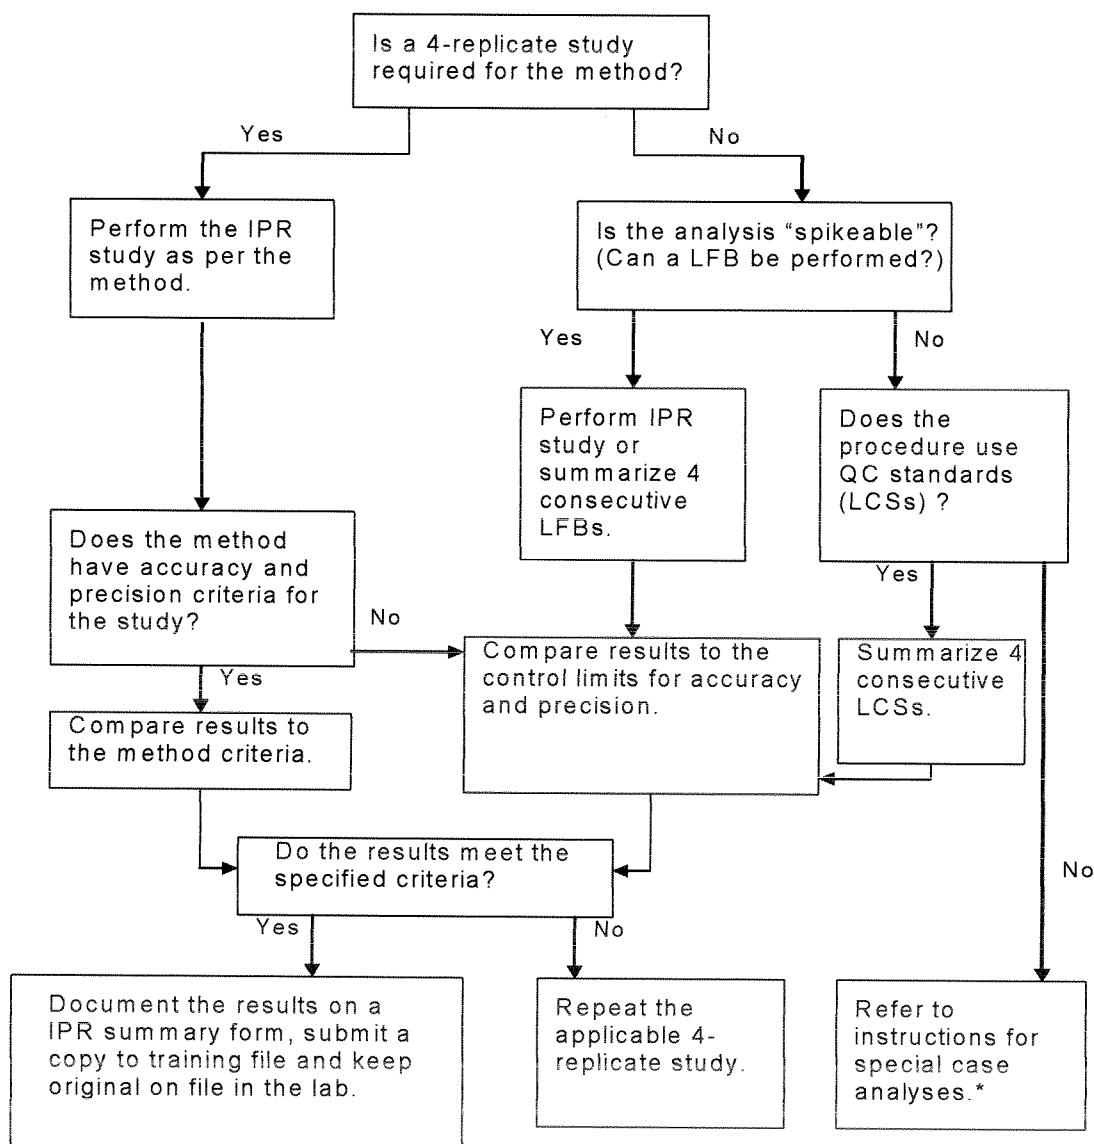 Is a 4-replicate study
required for the method?
Yes
No
Perform the IPR
study as per the
method.
Is the analysis “spikeable”?
(Can a LFB be performed?)
Yes
No
Perform IPR
study or
summarize 4
consecutive
LFBs.
Does the
procedure use
QC standards
(LCSs) ?
Does the method
have accuracy and
precision criteria for
the study?
No
Yes
Yes
Compare results to the
control limits for accuracy
and precision.
Summarize 4
consecutive
LCSs.
Compare results to
the method criteria.
Do the results meet the
specified criteria?
No
Yes
No
Document the results on a
IPR summary form, submit a
copy to training file and keep
original on file in the lab.
Repeat the
applicable 4-
replicate study.
Refer to
instructions for
special case
analyses.*